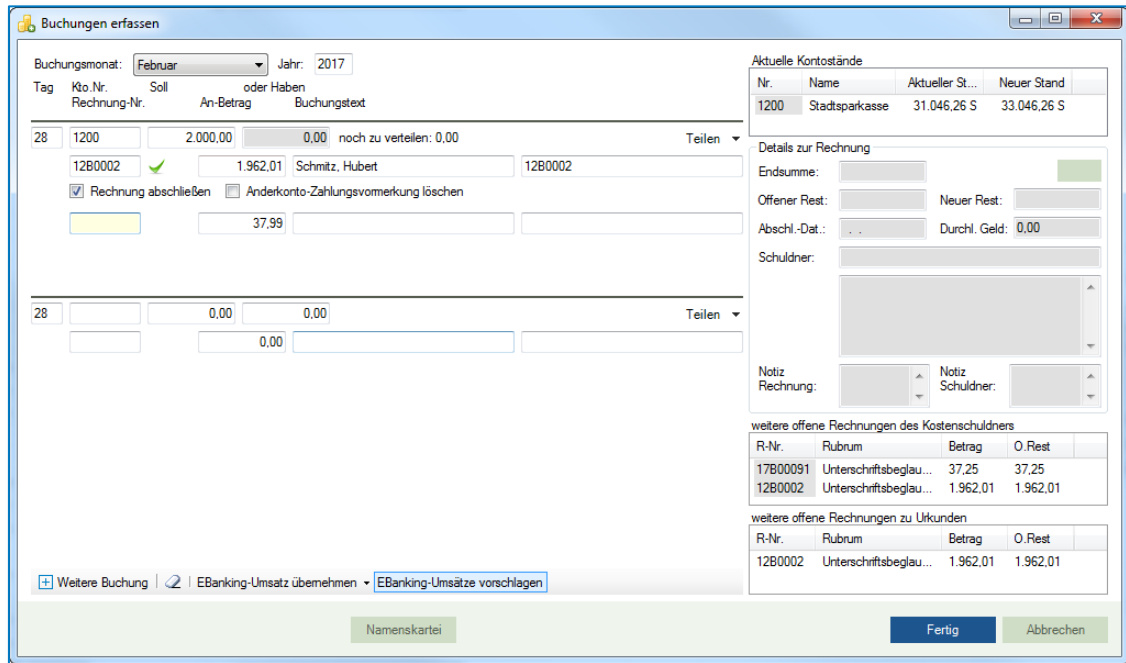 Buchungen erfassen
Buchungsmonat: Februar Jahr: 2017
Tag Kto.Nr. Soll oder Haben
Rechnung-Nr. An-Betrag Buchungstext
28 1200 2.000,00 0,00 noch zu verteilen: 0,00 Teilen
12B0002 1.962,01 Schmitz, Hubert 12B0002
Rechnung abschließen Anderkonto-Zahlungsvormerkung löschen
37,99
28 0,00 0,00 Teilen
0,00
Weitere Buchung | EBanking-Umsatz übernehmen EBanking-Umsätze vorschlagen
Aktuelle Kontostände
Nr. Name Aktueller St... Neuer Stand
1200 Stadtsparkasse 31.046,26 S 33.046,26 S
Details zur Rechnung
Endsumme:
Offener Rest: Neuer Rest:
Abschl.-Dat.: . . Durchl. Geld: 0,00
Schuldner:
Notiz Rechnung: Notiz Schuldner:
weitere offene Rechnungen des Kostenschuldners
R-Nr. Rubrum Betrag O.Rest
17B00091 Unterschriftsbeglau... 37,25 37,25
12B0002 Unterschriftsbeglau... 1.962,01 1.962,01
weitere offene Rechnungen zu Urkunden
R-Nr. Rubrum Betrag O.Rest
12B0002 Unterschriftsbeglau... 1.962,01 1.962,01
Namenskartei Fertig Abbrechen